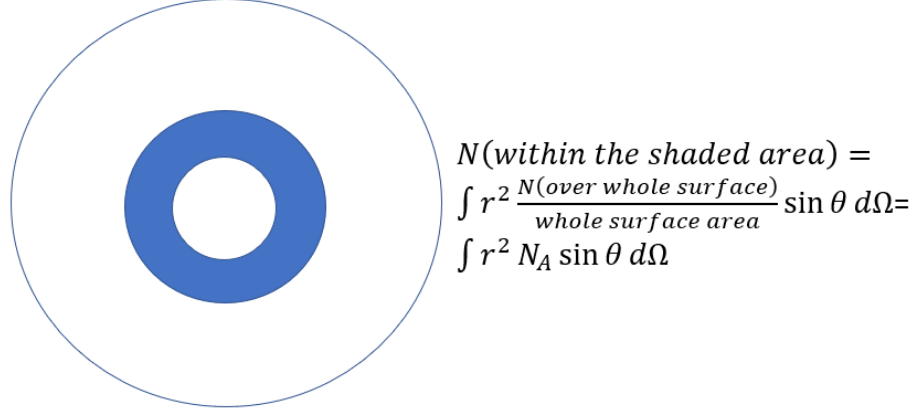 N(within the shaded area) =
∫ r² N(over whole surface)/whole surface area sin θ dΩ=
∫ r² N_A sin θ dΩ